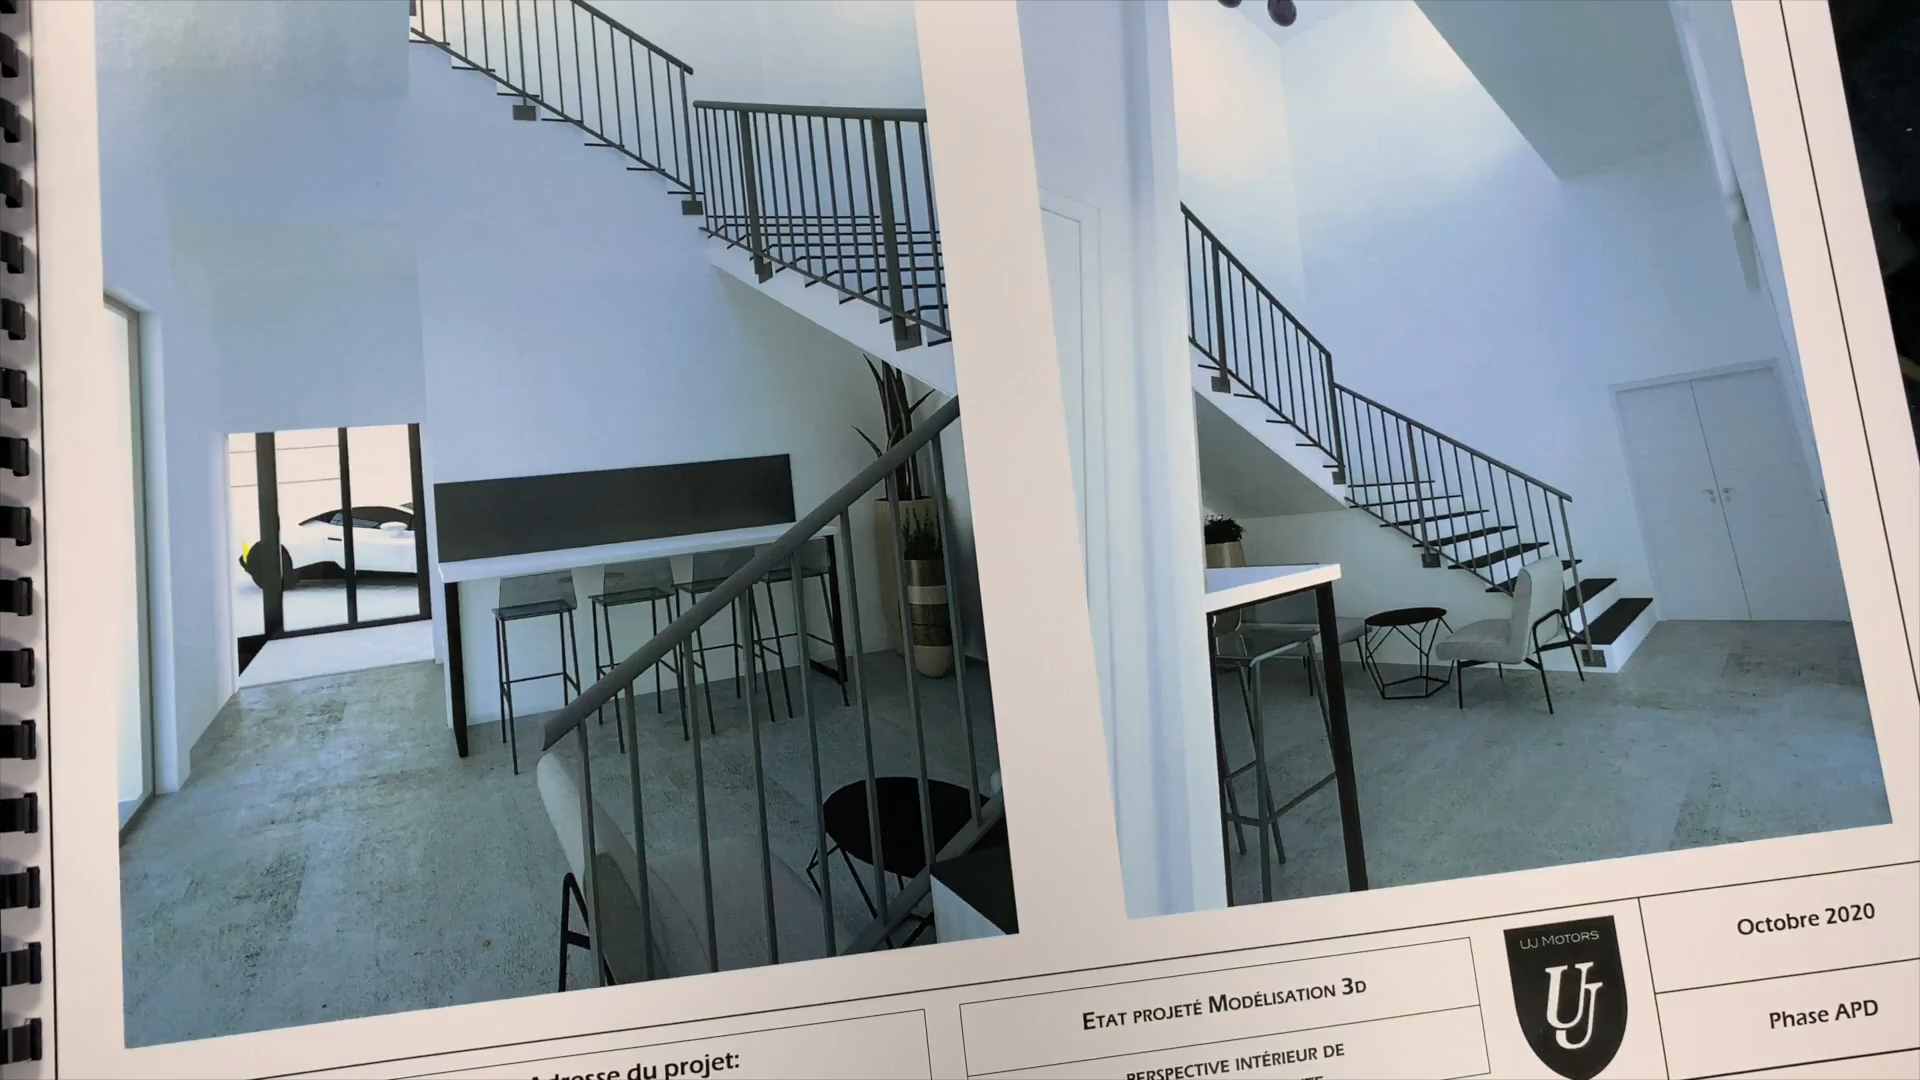 Octobre 2020
UJ MOTORS
UJ
ETAT PROJETÉ MODÉLISATION 3D
Phase APD
PERSPECTIVE INTÉRIEUR DE
Adresse du projet: